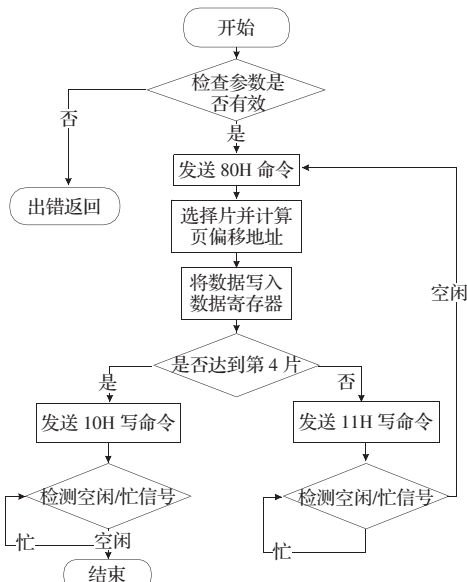 开始
检查参数是
否有效
否
是
发送 80H 命令
出错返回
选择片并计算
页偏移地址
将数据写入
数据寄存器
空闲
是否达到第 4 片
是
否
发送 10H 写命令
发送 11H 写命令
检测空闲/忙信号
检测空闲/忙信号
忙
空闲
忙
结束